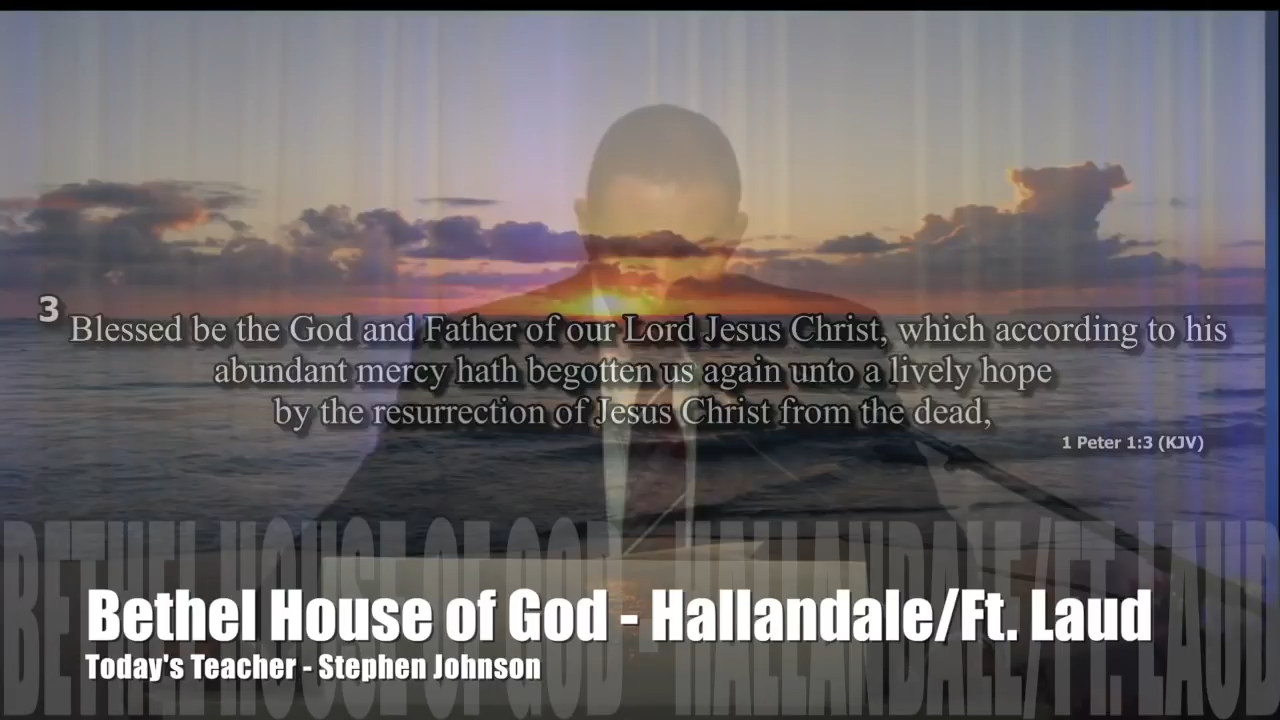 3 Blessed be the God and Father of our Lord Jesus Christ, which according to his
abundant mercy hath begotten us again unto a lively hope
by the resurrection of Jesus Christ from the dead,
1 Peter 1:3 (KJV)
BETHEL HOUSE OF GOD - HALLANDALE/FT. LAUD
Bethel House of God - Hallandale/Ft. Laud
Today's Teacher - Stephen Johnson